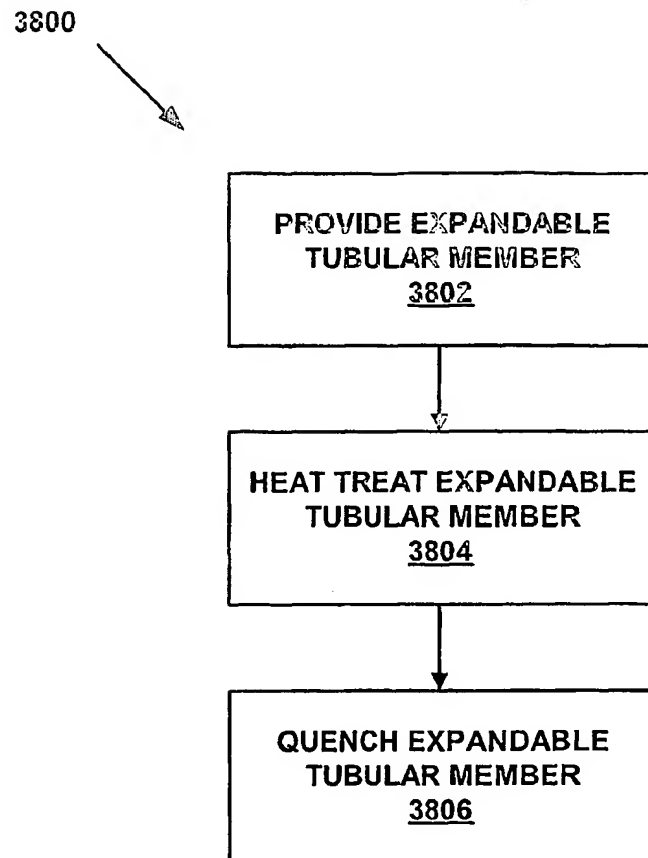 3800
PROVIDE EXPANDABLE
TUBULAR MEMBER
3802
HEAT TREAT EXPANDABLE
TUBULAR MEMBER
3804
QUENCH EXPANDABLE
TUBULAR MEMBER
3806